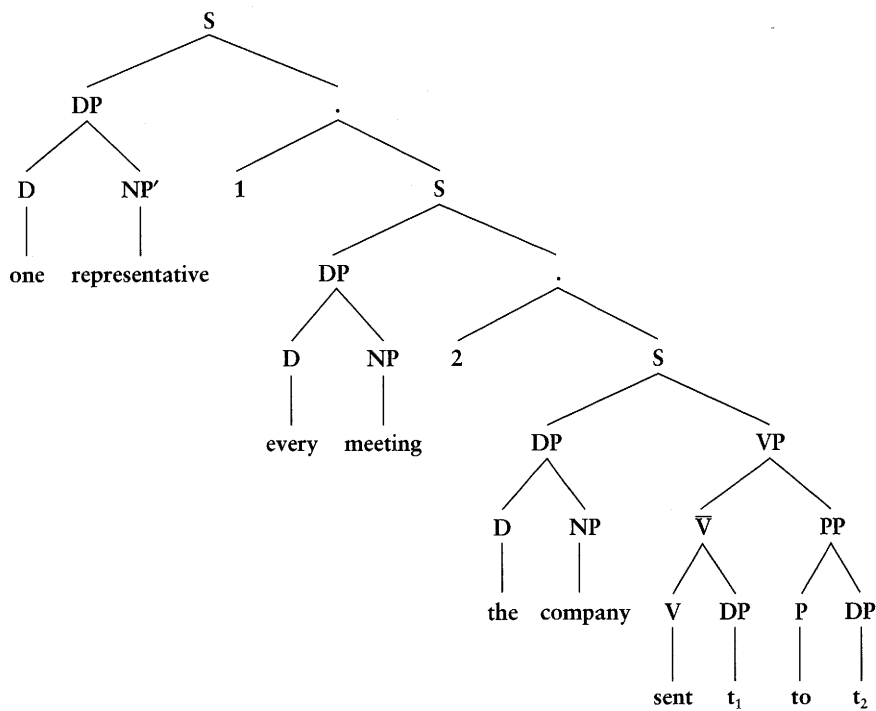 S
DP .
D NP′ 1 S
one representative DP .
D NP 2 S
every meeting DP VP
D NP V̅ PP
the company V DP P DP
sent t₁ to t₂